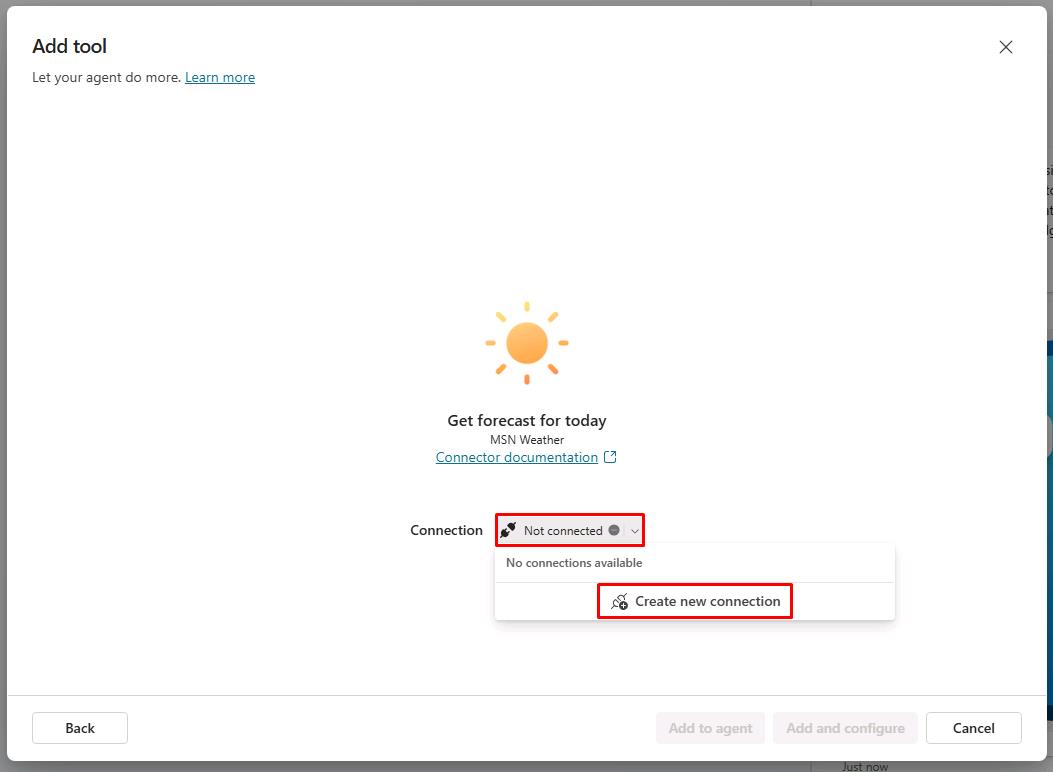 Add tool
Let your agent do more. Learn more
Get forecast for today
MSN Weather
Connector documentation
Connection Not connected
No connections available
Create new connection
Back Add to agent Add and configure Cancel
Just now